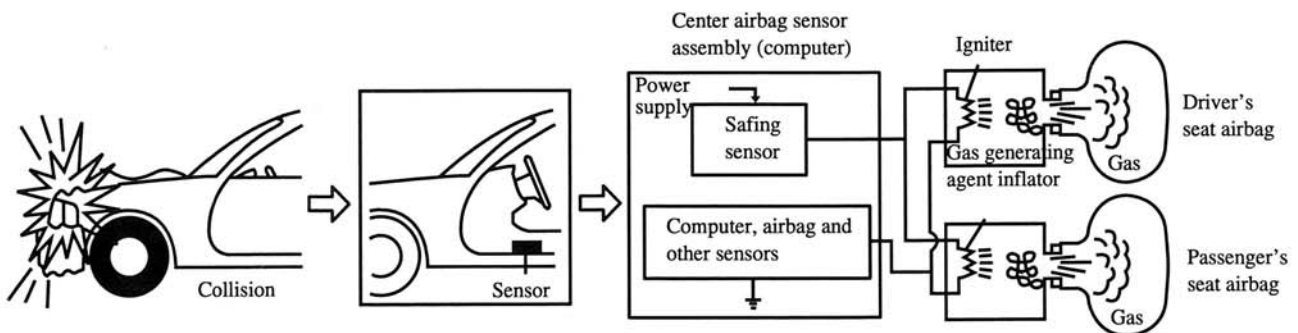 Collision
Sensor
Center airbag sensor
assembly (computer)
Power
supply
Safing
sensor
Computer, airbag and
other sensors
Igniter
Gas generating
agent inflator
Gas
Driver's
seat airbag
Gas
Passenger's
seat airbag